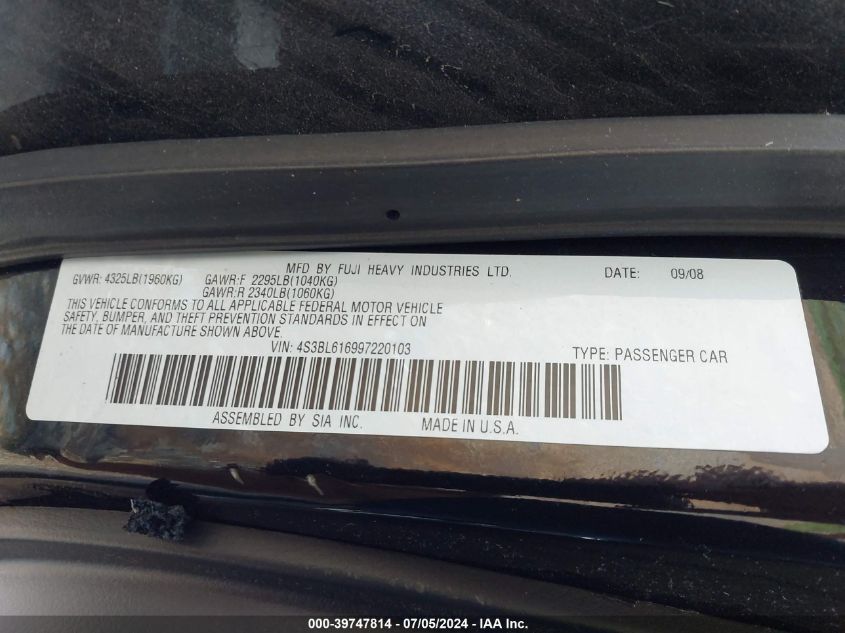 MFD BY FUJI HEAVY INDUSTRIES LTD. DATE: 09/08
GVWR: 4325LB(1960KG) GAWR:F 2295LB(1040KG)
GAWR:R 2340LB(1060KG)
THIS VEHICLE CONFORMS TO ALL APPLICABLE FEDERAL MOTOR VEHICLE
SAFETY, BUMPER, AND THEFT PREVENTION STANDARDS IN EFFECT ON
THE DATE OF MANUFACTURE SHOWN ABOVE.
VIN: 4S3BL616997220103 TYPE: PASSENGER CAR
ASSEMBLED BY SIA INC. MADE IN U.S.A.
000-39747814 / 07/05/2024 - IAA Inc.